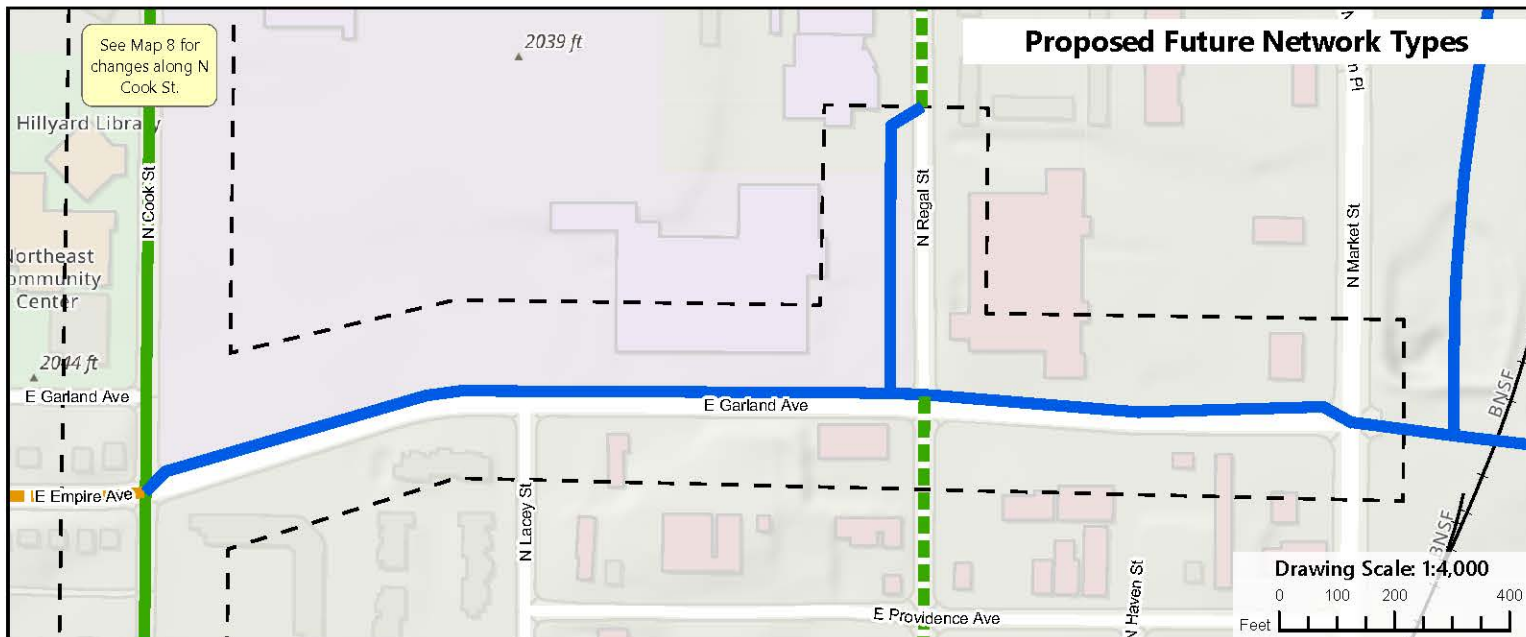 Proposed Future Network Types
See Map 8 for
changes along N
Cook St.
2039 ft
Hillyard Library
N Cook St
N Regal St
N Market St
Pl
Northeast
ommunity
Center
2044 ft
E Garland Ave
E Garland Ave
E Empire Ave
N Lacey St
BNSF
BNSF
N Haven St
E Providence Ave
Drawing Scale: 1:4,000
0 100 200 400
Feet